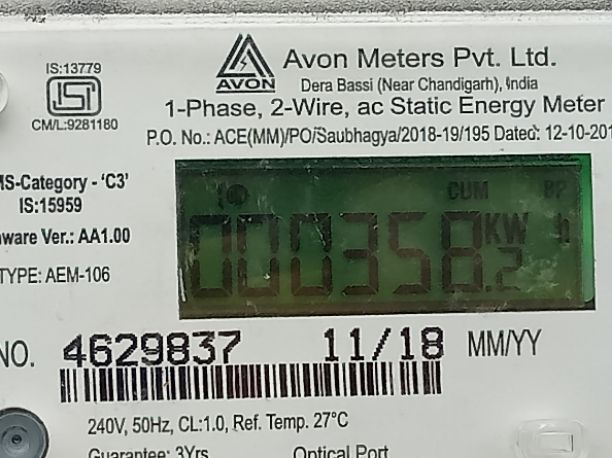 IS:13779
ISI
CM/L:9281180
AVON
Avon Meters Pvt. Ltd.
Dera Bassi (Near Chandigarh), India
1-Phase, 2-Wire, ac Static Energy Meter
P.O. No.: ACE(MM)/PO/Saubhagya/2018-19/195 Dated: 12-10-201
MS-Category - 'C3'
IS:15959
ware Ver.: AA1.00
TYPE: AEM-106
CUM
000358.2 KW h
NO. 4629837 11/18 MM/YY
240V, 50Hz, CL:1.0, Ref. Temp. 27°C
Guarantee: 3Yrs Optical Port